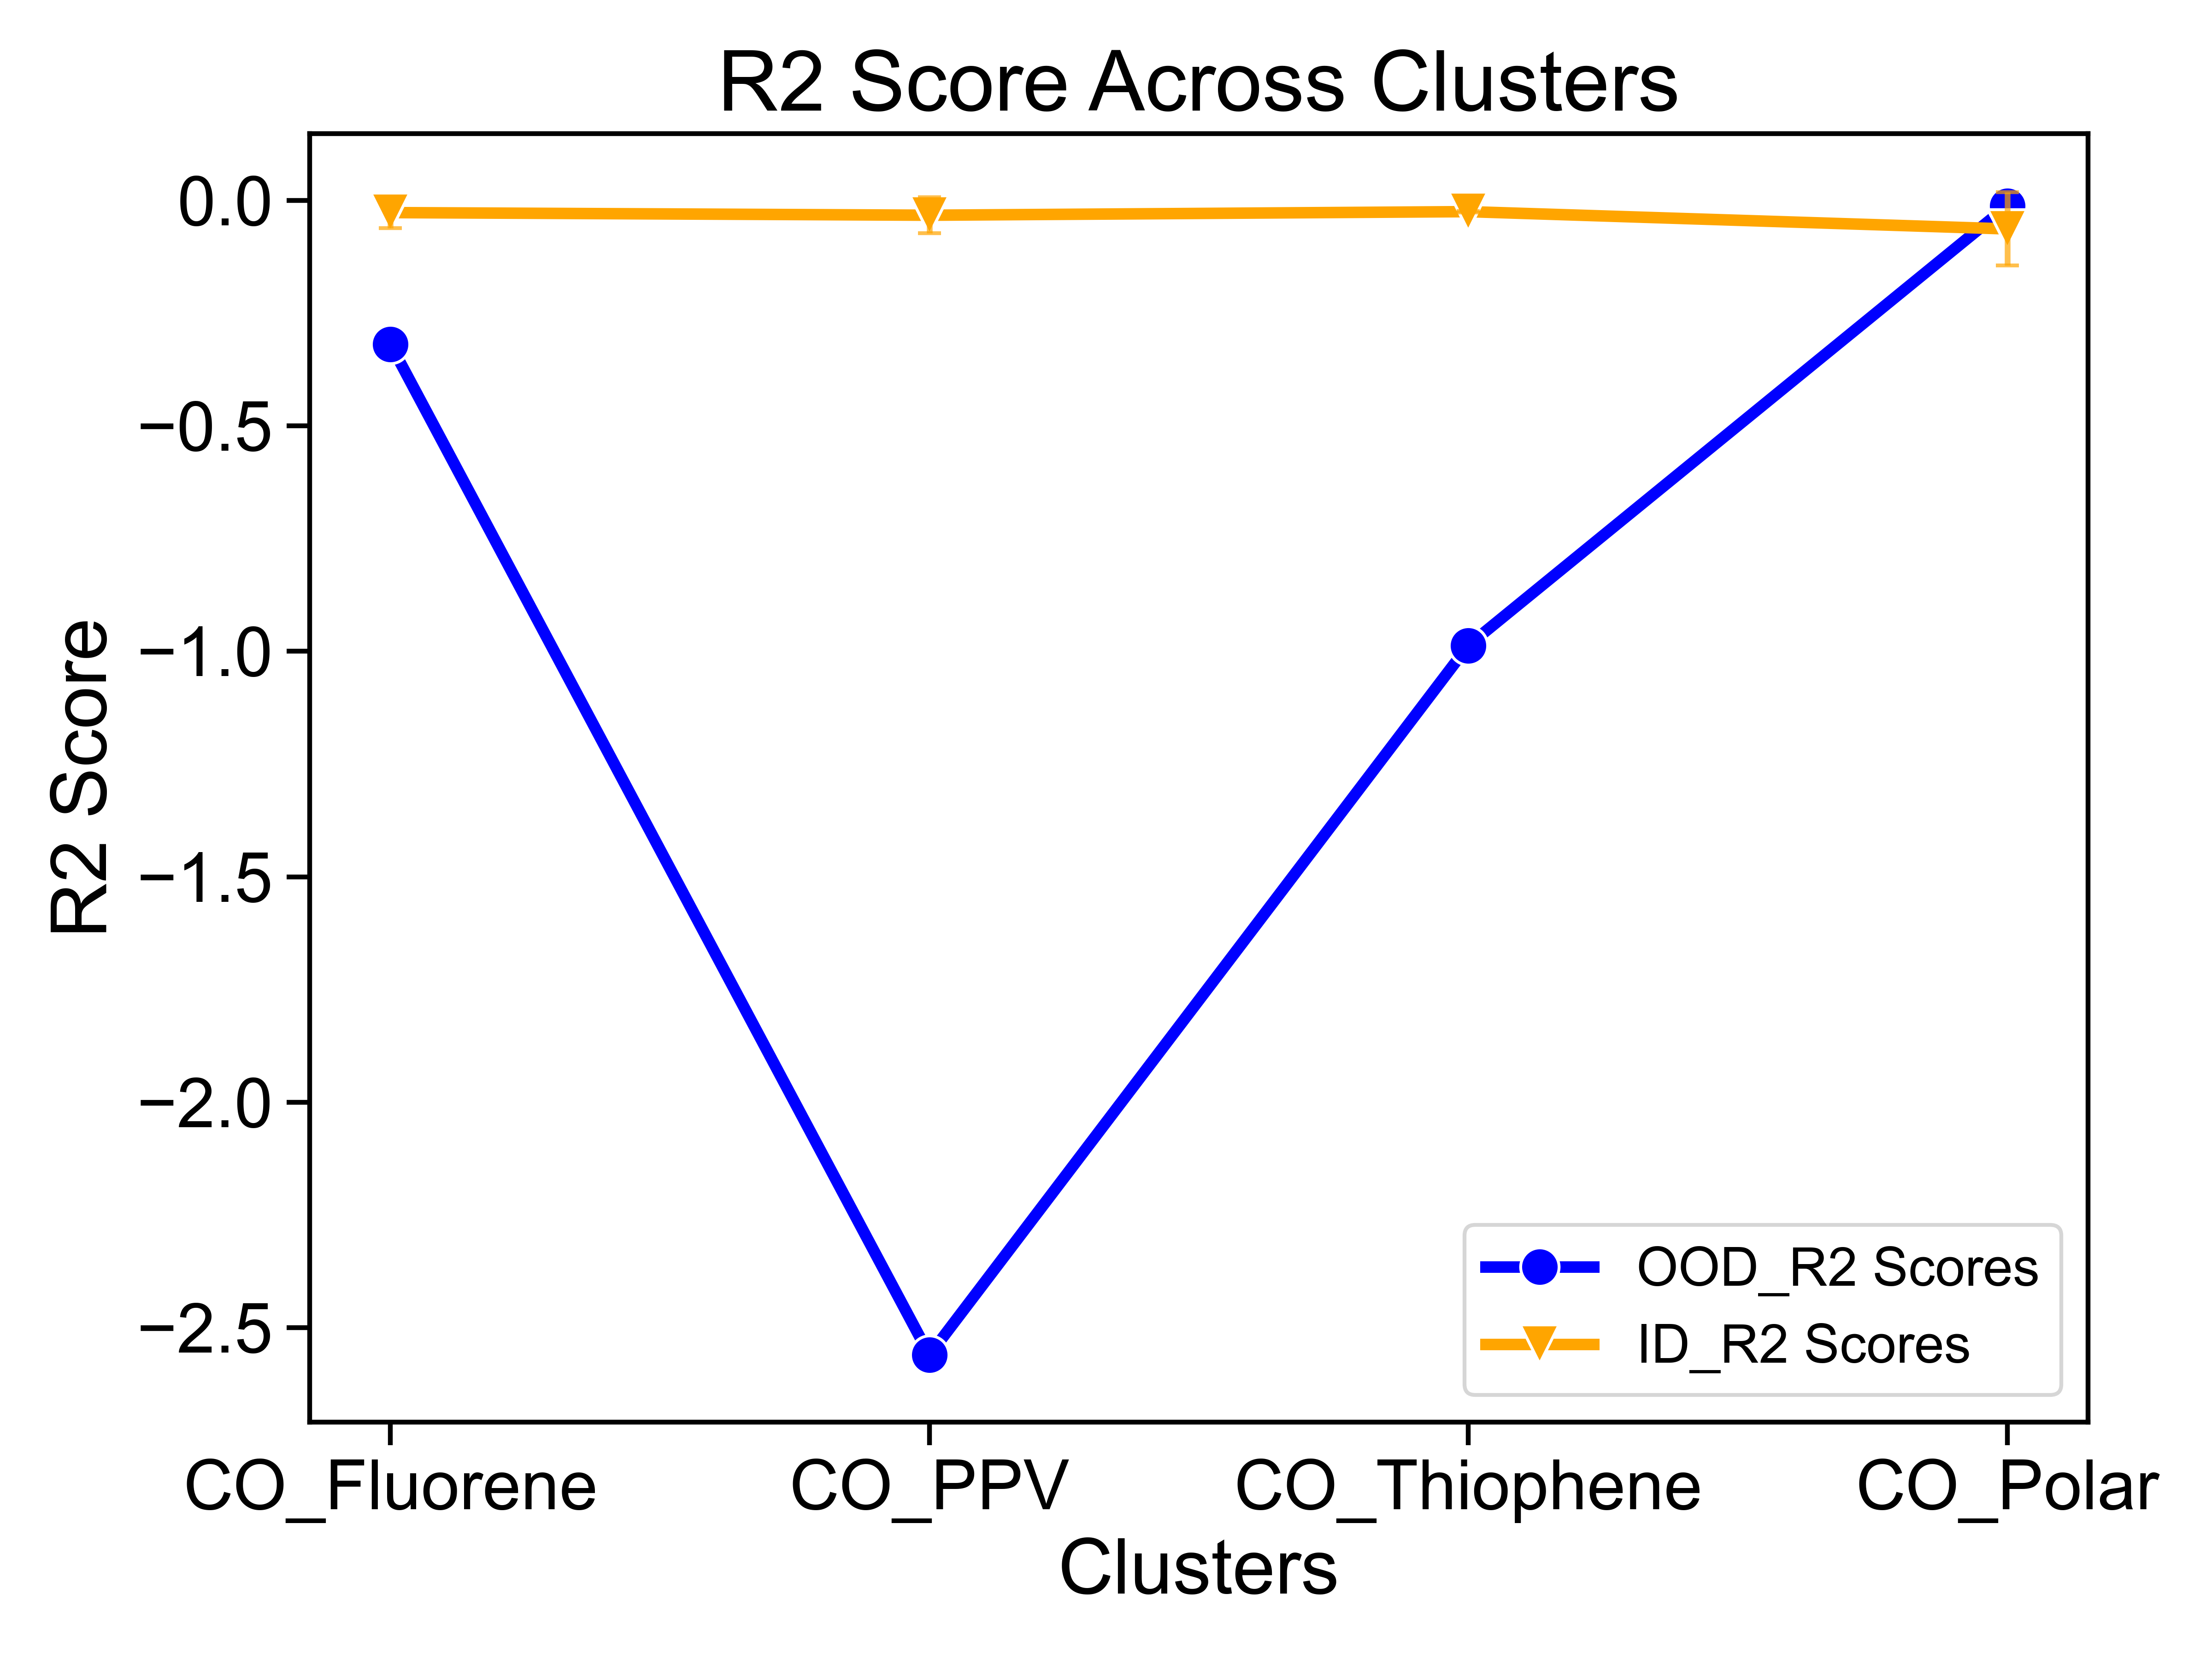 R2 Score Across Clusters
R2 Score
0.0
−0.5
−1.0
−1.5
−2.0
−2.5
OOD_R2 Scores
ID_R2 Scores
CO_Fluorene CO_PPV CO_Thiophene CO_Polar
Clusters